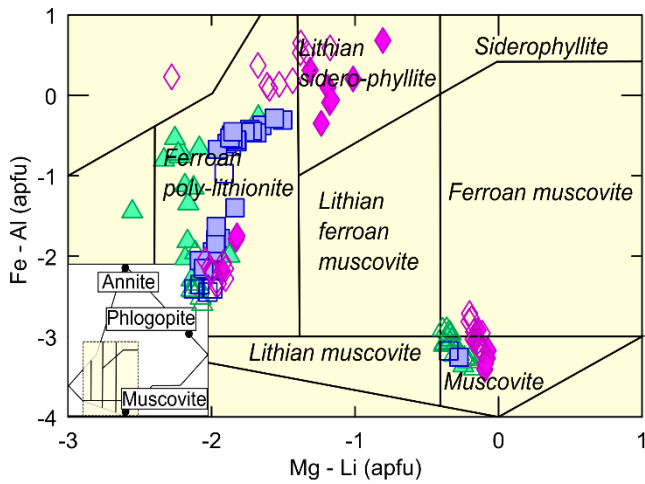 1
0
-1
-2
-3
-4
Fe - Al (apfu)
Lithian
sidero-phyllite
Siderophyllite
Ferroan
poly-lithionite
Lithian
ferroan
muscovite
Ferroan muscovite
Annite
Phlogopite
Muscovite
Lithian muscovite
Muscovite
-3
-2
-1
0
1
Mg - Li (apfu)